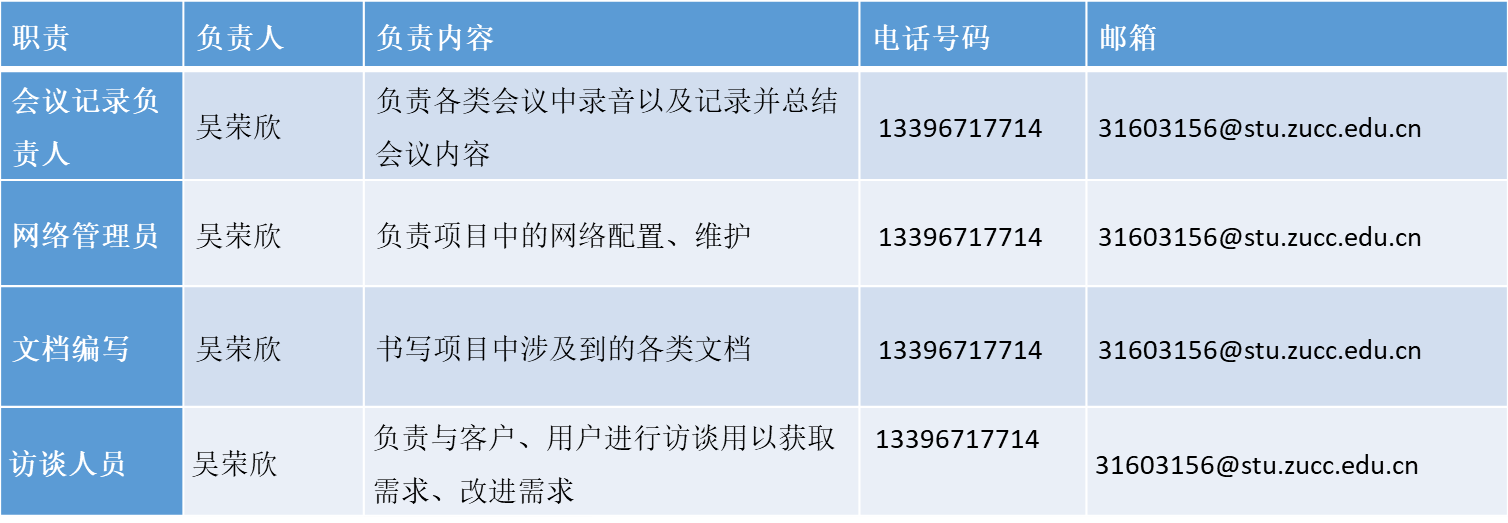 职责 负责人 负责内容 电话号码 邮箱
会议记录负
责人
吴荣欣
负责各类会议中录音以及记录并总结
会议内容
13396717714
31603156@stu.zucc.edu.cn
网络管理员 吴荣欣 负责项目中的网络配置、维护 13396717714 31603156@stu.zucc.edu.cn
文档编写 吴荣欣 书写项目中涉及到的各类文档 13396717714 31603156@stu.zucc.edu.cn
访谈人员
吴荣欣
负责与客户、用户进行访谈用以获取
需求、改进需求
13396717714
31603156@stu.zucc.edu.cn